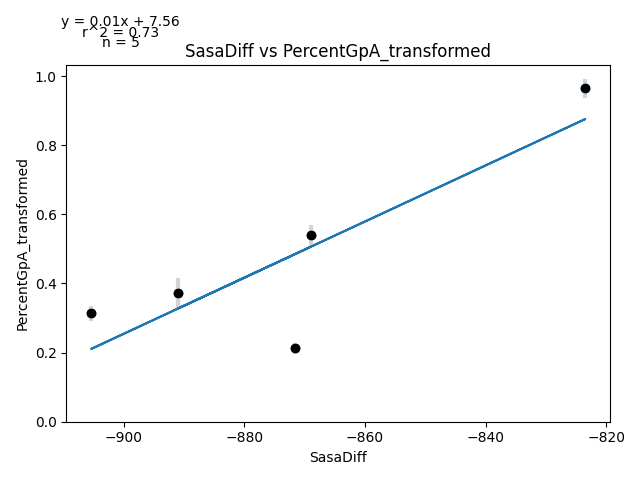 y = 0.01x + 7.56
r^2 = 0.73
n = 5
SasaDiff vs PercentGpA_transformed
PercentGpA_transformed
1.0
0.8
0.6
0.4
0.2
0.0
−900
−880
−860
−840
−820
SasaDiff